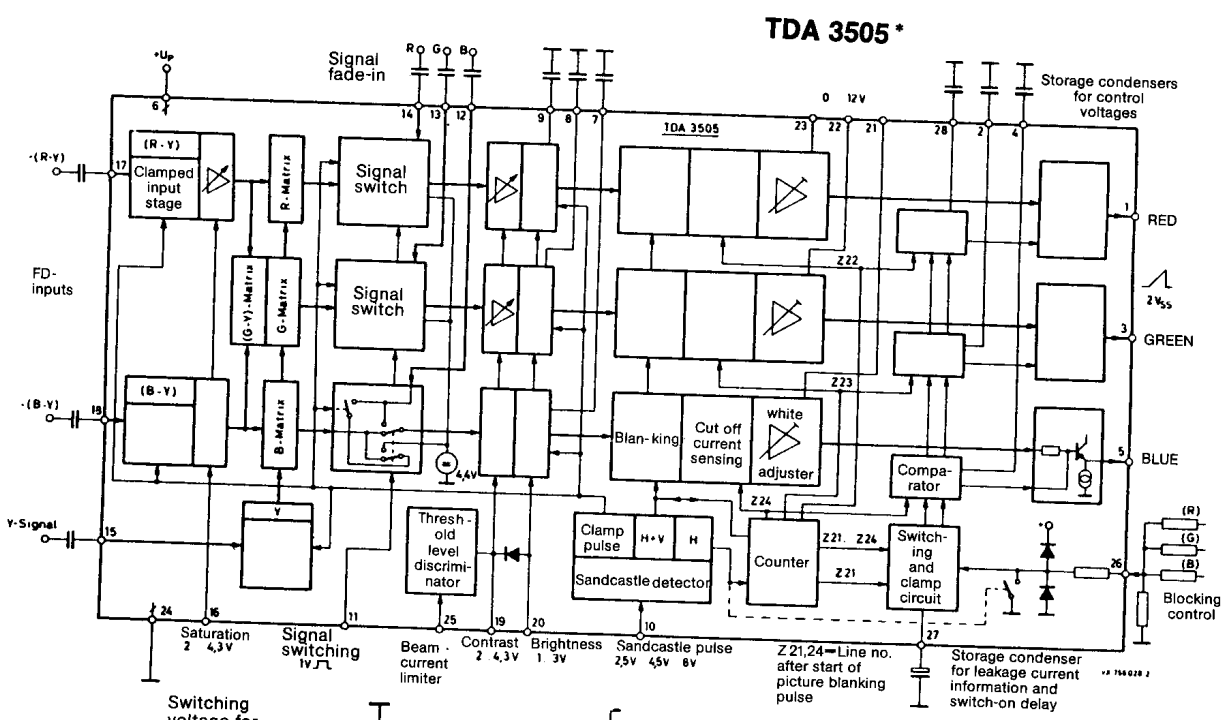 TDA 3505*
+Up
6
Signal
fade-in
R
G
B
14
13
12
9
8
7
0 12V
23
22
21
28
2
4
Storage condensers
for control
voltages
TDA 3505
-(R-Y)
17
(R-Y)
Clamped
input
stage
R-Matrix
Signal
switch
1
RED
FD-
inputs
(G-Y)-Matrix
G-Matrix
Signal
switch
Z22
2 Vss
3
GREEN
Z23
-(B-Y)
18
(B-Y)
B-Matrix
4,4V
Blan-king
Cut off
current
sensing
white
adjuster
Compa-
rator
5
BLUE
Z24
Y-Signal
15
Y
Thresh-
old
level
discrimi-
nator
Clamp
pulse
H+V
H
Sandcastle detector
Counter
Z21. Z24
Z21
Switch-
ing
and
clamp
circuit
+
26
(R)
(G)
(B)
Blocking
control
24
16
11
25
19
20
10
27
Saturation
2 4,3V
Signal
switching
1V
Beam-
current
limiter
Contrast
2 4,3V
Brightness
1 3V
Sandcastle pulse
2,5V 4,5V 8V
Z 21,24=Line no.
after start of
picture blanking
pulse
Storage condenser
for leakage current
information and
switch-on delay
Switching
voltage for